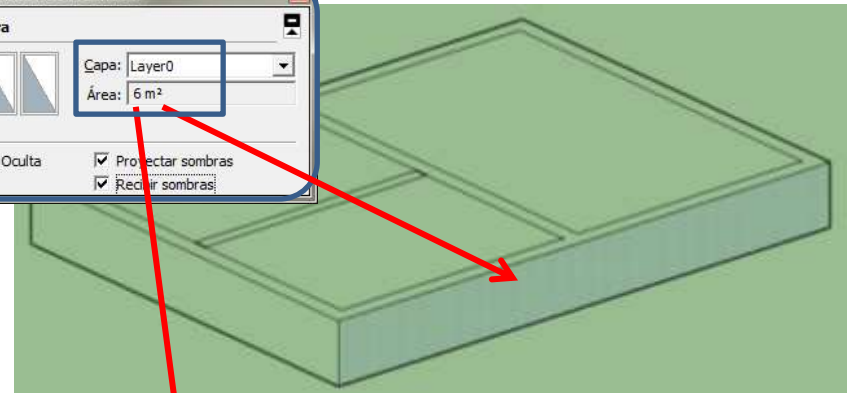 Capa: Layer0
Área: 6 m²
Oculta
Proyectar sombras
Recibir sombras